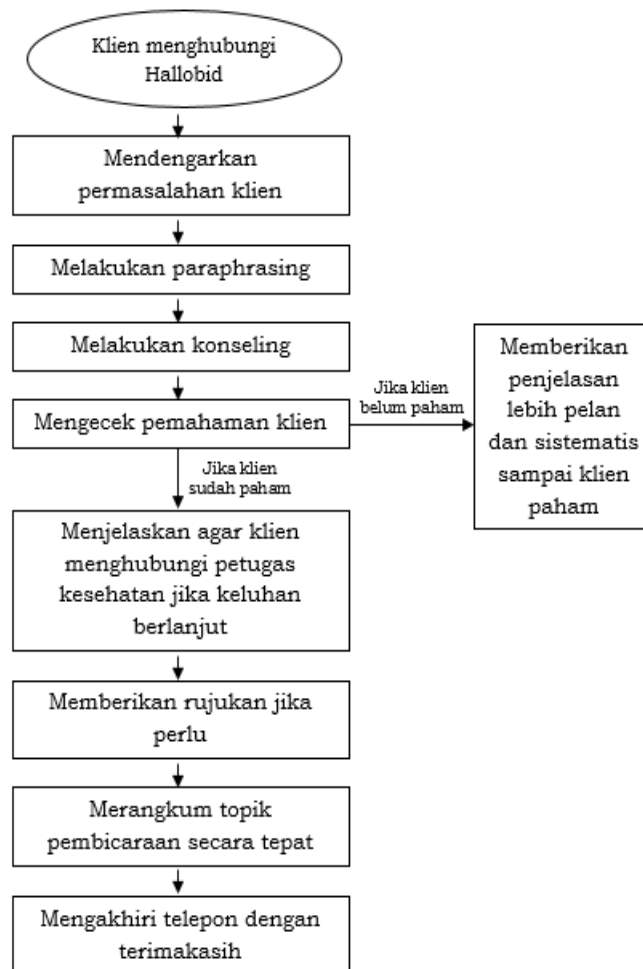 Klien menghubungi
Hallobid
Mendengarkan
permasalahan klien
Melakukan paraphrasing
Melakukan konseling
Mengecek pemahaman klien
Jika klien
belum paham
Memberikan
penjelasan
lebih pelan
dan sistematis
sampai klien
paham
Jika klien
sudah paham
Menjelaskan agar klien
menghubungi petugas
kesehatan jika keluhan
berlanjut
Memberikan rujukan jika
perlu
Merangkum topik
pembicaraan secara tepat
Mengakhiri telepon dengan
terimakasih